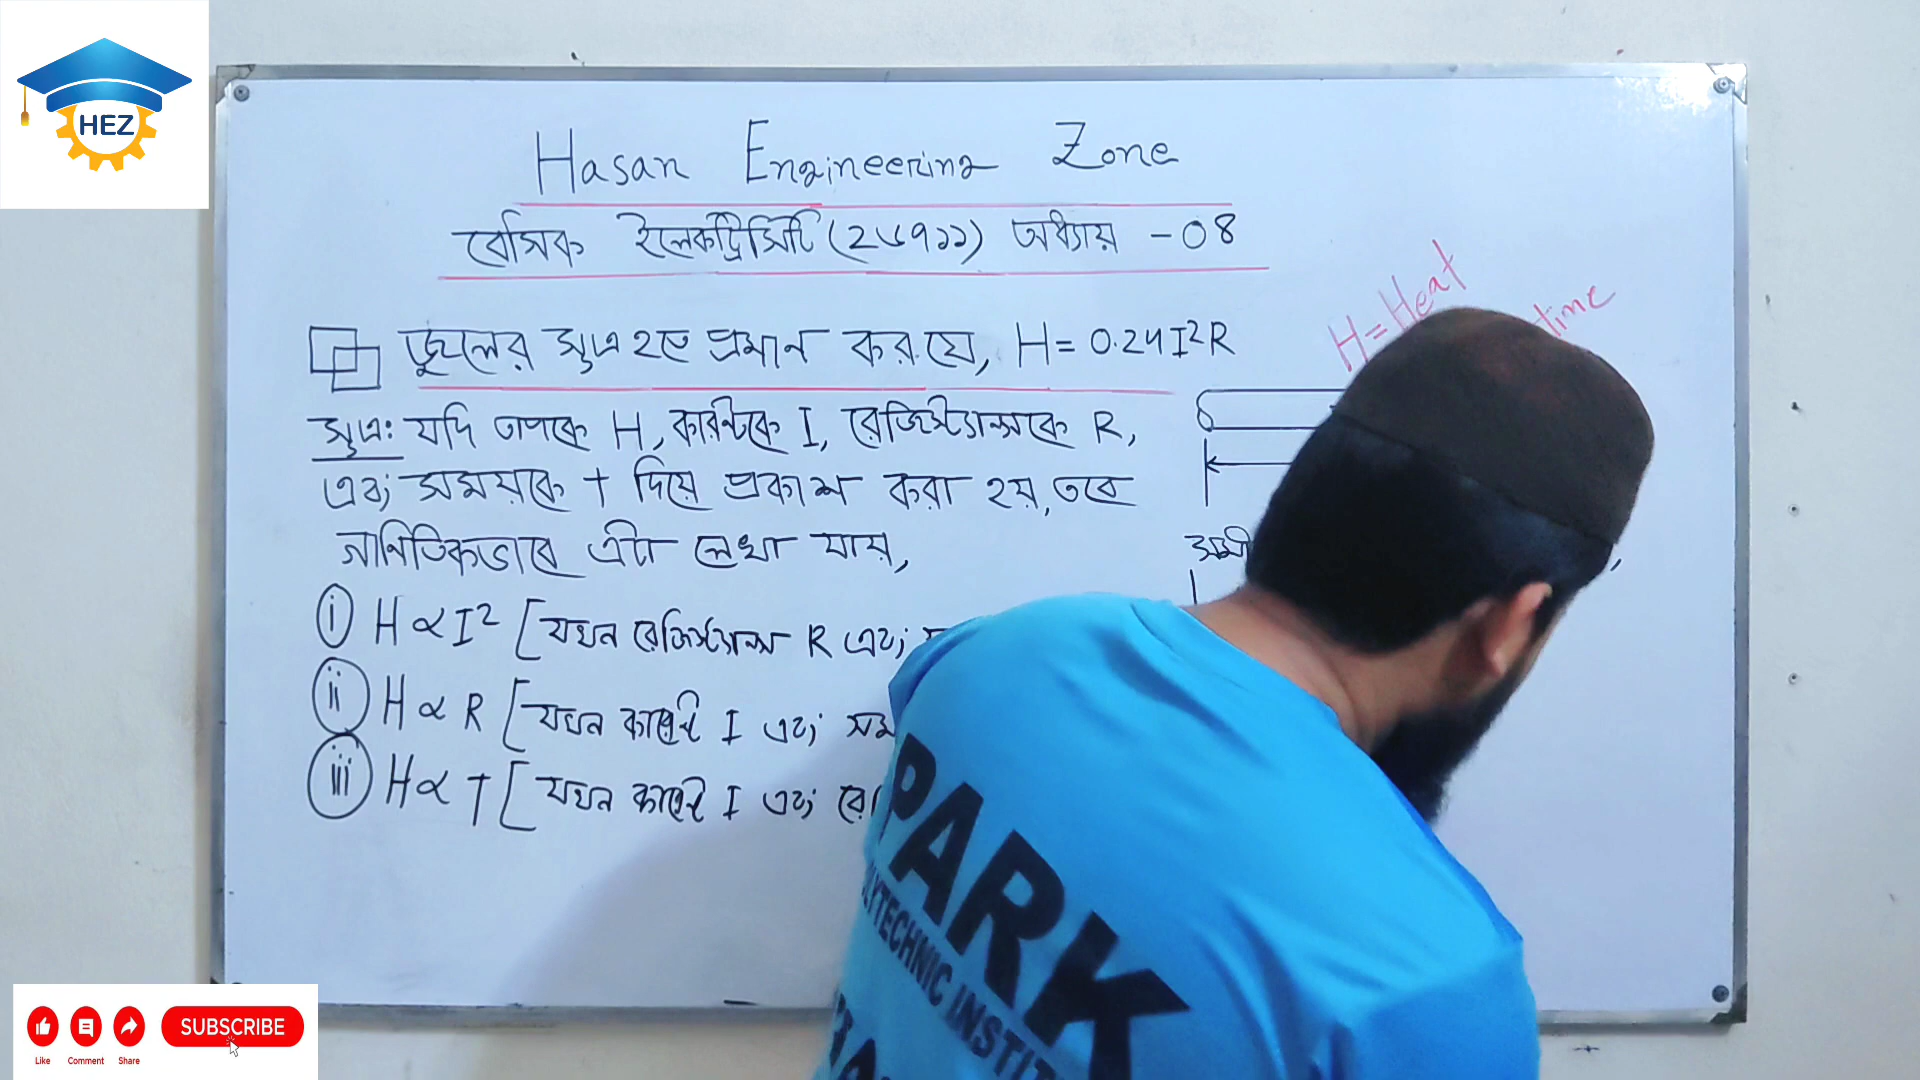 HEZ
Hasan Engineering Zone
বেসিক ইলেকট্রিসিটি (২৬৭১১) অধ্যায় - ০৪
জুলের সূত্র হতে প্রমান কর যে, H = 0.24 I²R
সূত্র: যদি তাপকে H, কারন্টকে I, রেজিস্ট্যান্সকে R,
এবং সময়কে t দিয়ে প্রকাশ করা হয়, তবে
গানিতিকভাবে এটা লেখা যায়,
i H ∝ I² [যখন রেজিস্ট্যান্স R এবং
ii H ∝ R [যখন কারেন্ট I এবং সম
iii H ∝ T [যখন কারেন্ট I এবং রে
H = Heat
time
PARK
POLYTECHNIC INSTIT
Like
Comment
Share
SUBSCRIBE